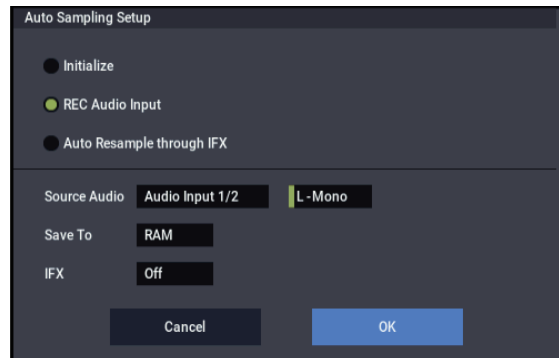 Auto Sampling Setup
Initialize
REC Audio Input
Auto Resample through IFX
Source Audio Audio Input 1/2 L-Mono
Save To RAM
IFX Off
Cancel OK